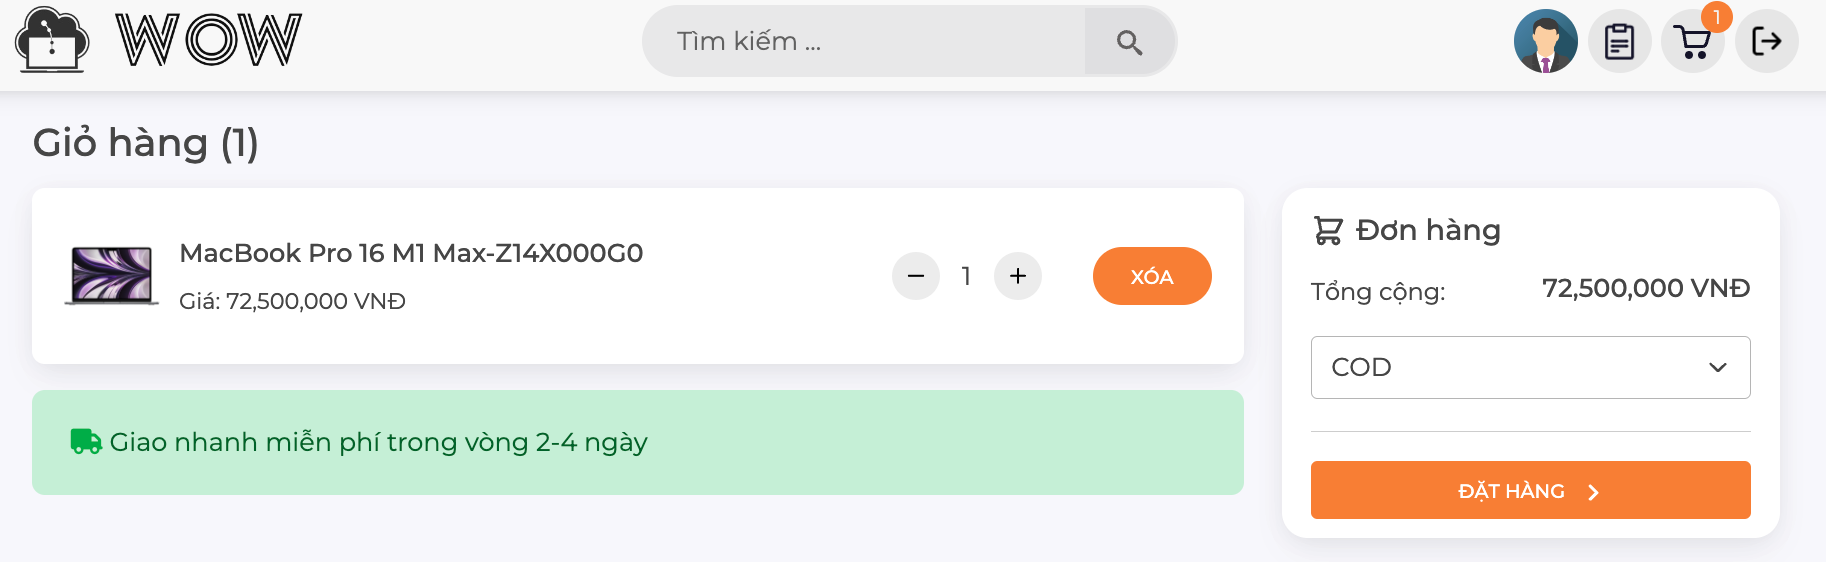 WOW
Tìm kiếm ...
1
Giỏ hàng (1)
MacBook Pro 16 M1 Max-Z14X000G0
Giá: 72,500,000 VNĐ
1
XÓA
Giao nhanh miễn phí trong vòng 2-4 ngày
Đơn hàng
Tổng cộng: 72,500,000 VNĐ
COD
ĐẶT HÀNG